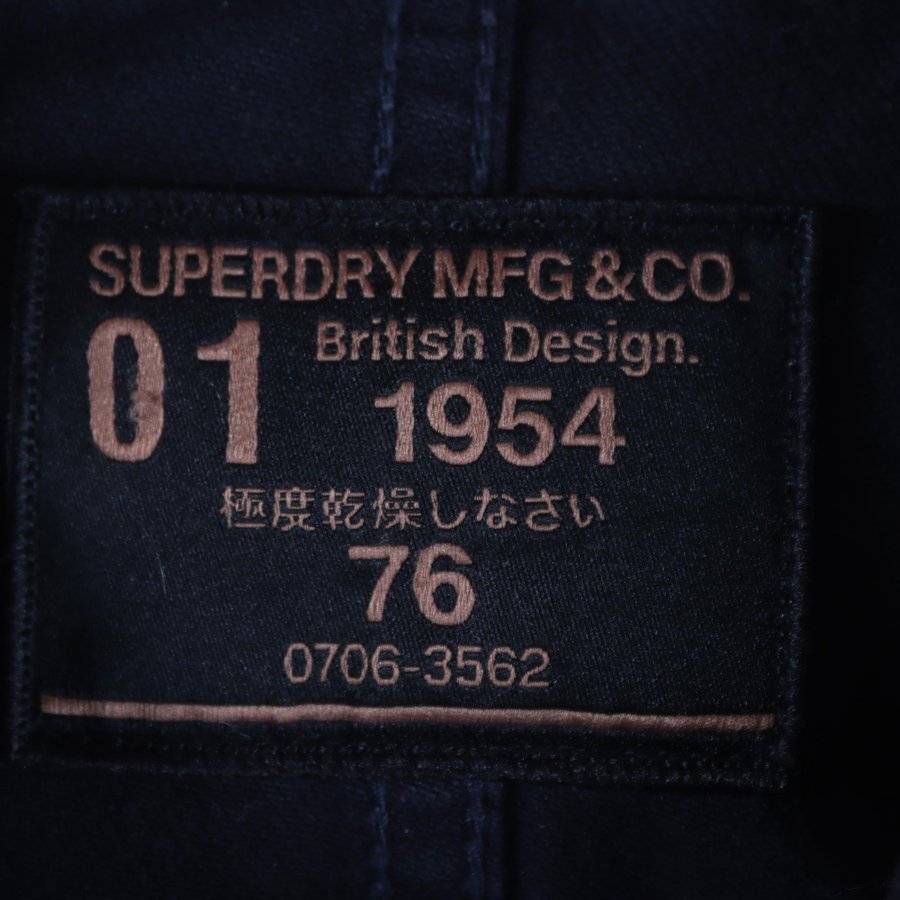 SUPERDRY MFG & CO.
01 British Design.
1954
極度乾燥しなさい
76
0706-3562